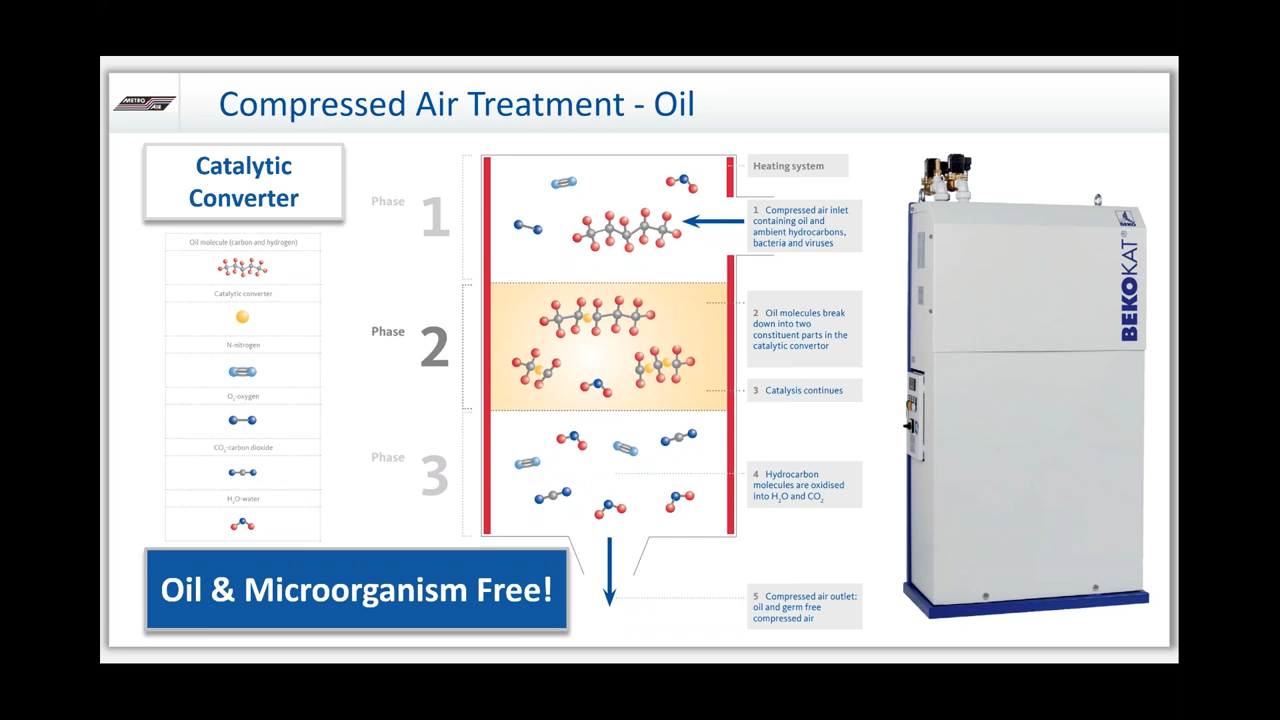 METRO
AIR
Compressed Air Treatment - Oil
Catalytic
Converter
Oil molecule (carbon and hydrogen)
Catalytic converter
N-nitrogen
O₂-oxygen
CO₂-carbon dioxide
H₂O-water
Oil & Microorganism Free!
Phase 1
Phase 2
Phase 3
Heating system
1 Compressed air inlet
containing oil and
ambient hydrocarbons,
bacteria and viruses
2 Oil molecules break
down into two
constituent parts in the
catalytic convertor
3 Catalysis continues
4 Hydrocarbon
molecules are oxidised
into H₂O and CO₂
5 Compressed air outlet:
oil and germ free
compressed air
BEKO
BEKOKAT®